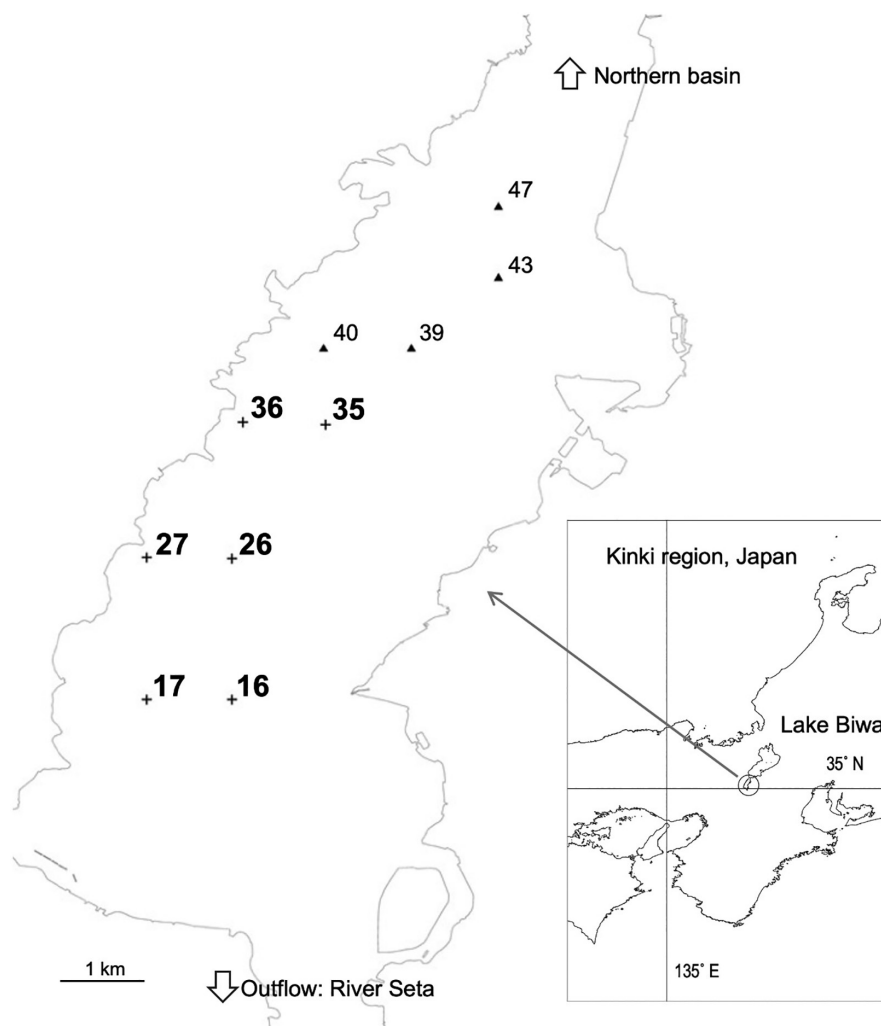 Northern basin
47
43
40
39
36
35
27
26
Kinki region, Japan
17
16
Lake Biwa
35° N
1 km
135° E
Outflow: River Seta